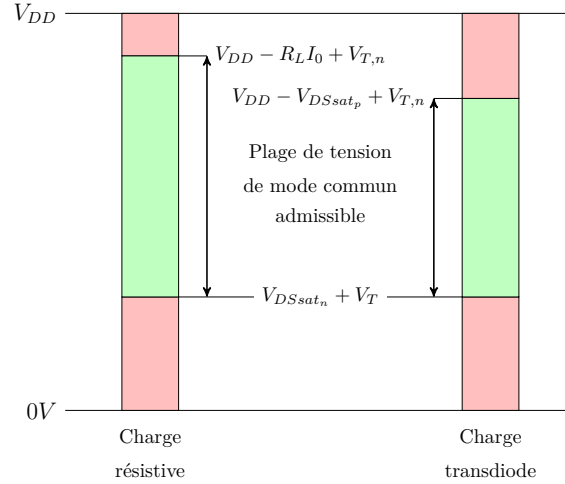 V_{DD}
V_{DD} − R_L I_0 + V_{T,n}
V_{DD} − V_{DSsat_p} + V_{T,n}
Plage de tension
de mode commun
admissible
V_{DSsat_n} + V_T
0V
Charge
résistive
Charge
transdiode